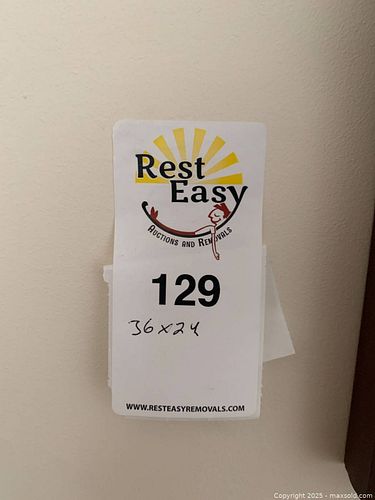 Rest
Easy
AUCTIONS AND REMOVALS
129
36x24
WWW.RESTEASYREMOVALS.COM
Copyright 2025 - maxsold.com